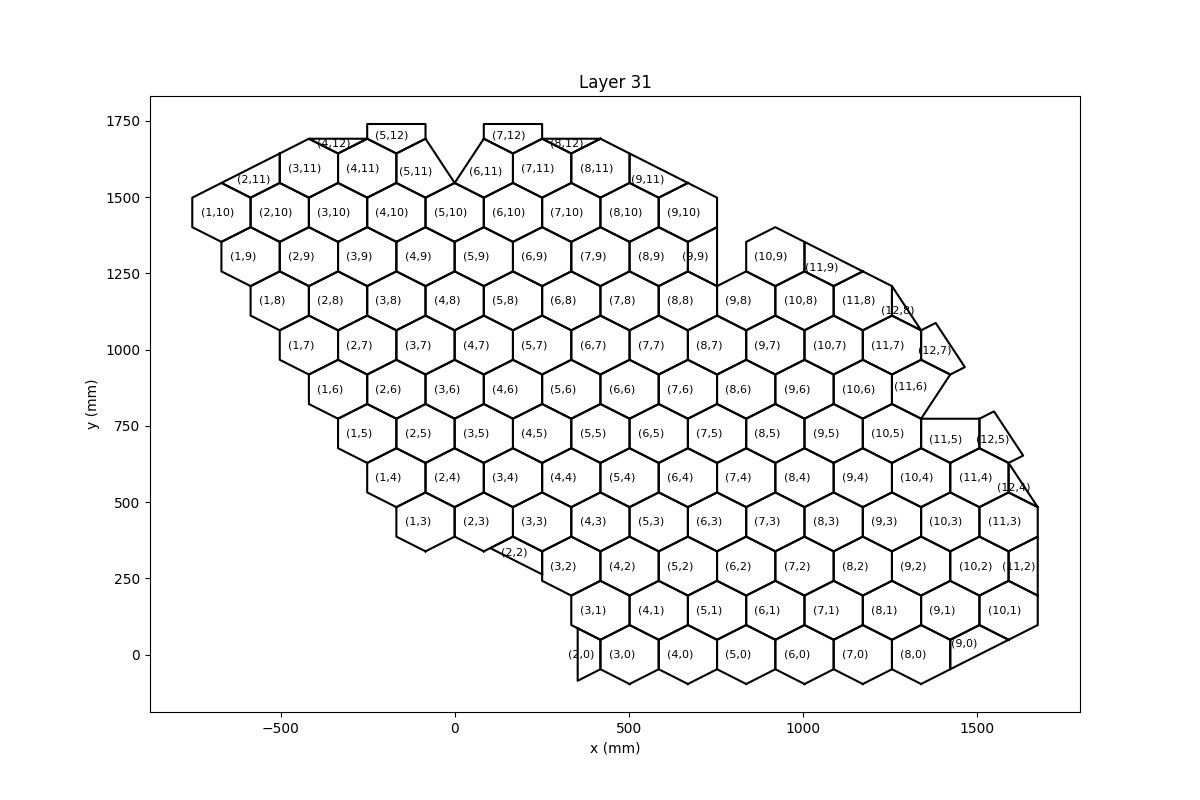 Layer 31
1750
1500
1250
1000
750
500
250
0
y (mm)
(4,12) (5,12) (7,12) (8,12)
(2,11) (3,11) (4,11) (5,11) (6,11) (7,11) (8,11) (9,11)
(1,10) (2,10) (3,10) (4,10) (5,10) (6,10) (7,10) (8,10) (9,10)
(1,9) (2,9) (3,9) (4,9) (5,9) (6,9) (7,9) (8,9) (9,9) (10,9) (11,9)
(1,8) (2,8) (3,8) (4,8) (5,8) (6,8) (7,8) (8,8) (9,8) (10,8) (11,8) (12,8)
(1,7) (2,7) (3,7) (4,7) (5,7) (6,7) (7,7) (8,7) (9,7) (10,7) (11,7) (12,7)
(1,6) (2,6) (3,6) (4,6) (5,6) (6,6) (7,6) (8,6) (9,6) (10,6) (11,6)
(1,5) (2,5) (3,5) (4,5) (5,5) (6,5) (7,5) (8,5) (9,5) (10,5) (11,5) (12,5)
(1,4) (2,4) (3,4) (4,4) (5,4) (6,4) (7,4) (8,4) (9,4) (10,4) (11,4) (12,4)
(1,3) (2,3) (3,3) (4,3) (5,3) (6,3) (7,3) (8,3) (9,3) (10,3) (11,3)
(2,2) (3,2) (4,2) (5,2) (6,2) (7,2) (8,2) (9,2) (10,2) (11,2)
(3,1) (4,1) (5,1) (6,1) (7,1) (8,1) (9,1) (10,1)
(2,0) (3,0) (4,0) (5,0) (6,0) (7,0) (8,0) (9,0)
−500 0 500 1000 1500
x (mm)